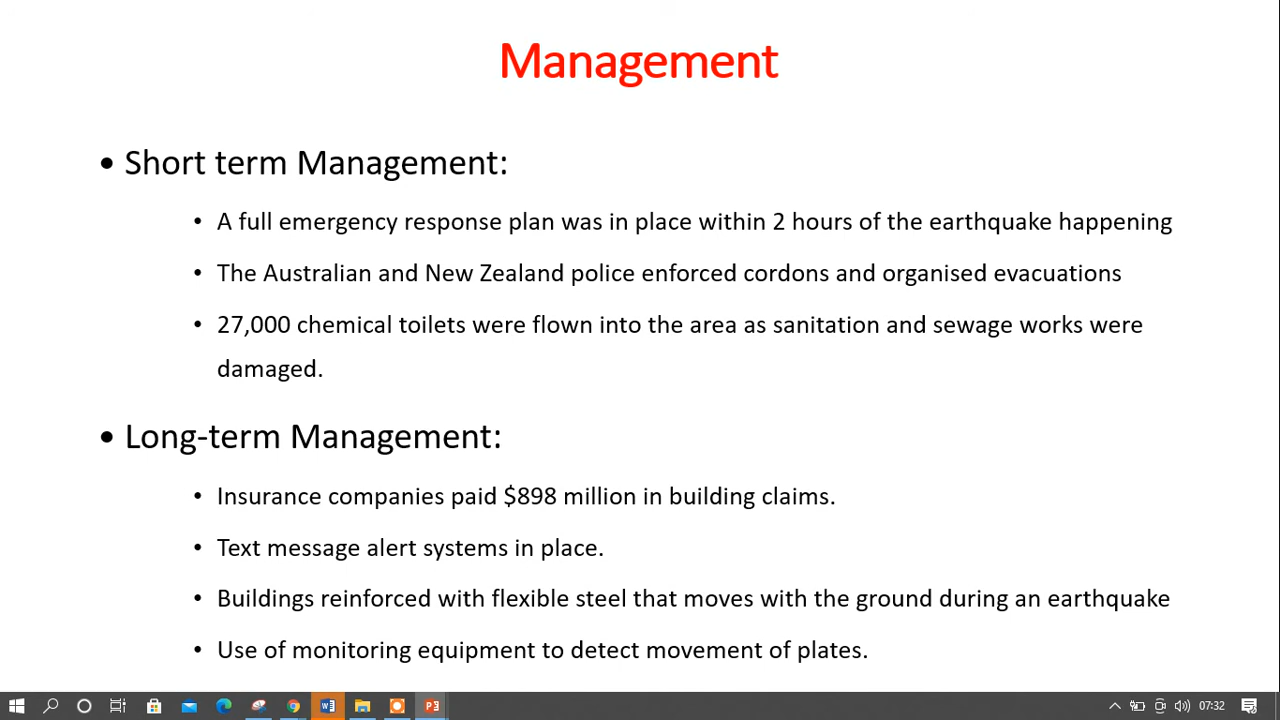 Management
• Short term Management:
• A full emergency response plan was in place within 2 hours of the earthquake happening
• The Australian and New Zealand police enforced cordons and organised evacuations
• 27,000 chemical toilets were flown into the area as sanitation and sewage works were
damaged.
• Long-term Management:
• Insurance companies paid $898 million in building claims.
• Text message alert systems in place.
• Buildings reinforced with flexible steel that moves with the ground during an earthquake
• Use of monitoring equipment to detect movement of plates.
07:32